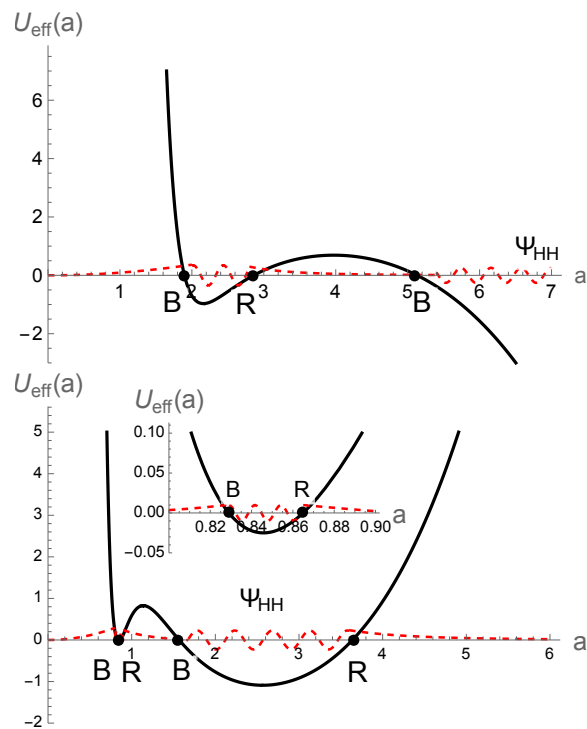 U_eff(a)
6
4
2
0
−2
1 2 3 4 5 6 7
B R B
Ψ_HH
a
U_eff(a)
5
4
3
2
1
0
−1
−2
U_eff(a)
0.10
0.05
0.00
−0.05
B R
0.82 0.84 0.86 0.88 0.90
a
Ψ_HH
B R B R
1 2 3 4 5 6
a